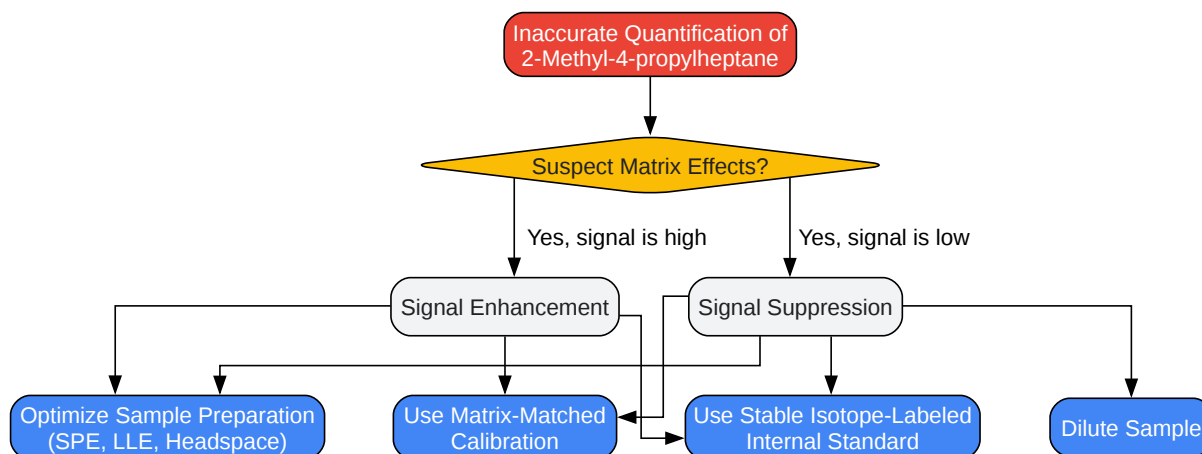 Inaccurate Quantification of
2-Methyl-4-propylheptane
Suspect Matrix Effects?
Yes, signal is high
Yes, signal is low
Signal Enhancement
Signal Suppression
Optimize Sample Preparation
(SPE, LLE, Headspace)
Use Matrix-Matched
Calibration
Use Stable Isotope-Labeled
Internal Standard
Dilute Sample